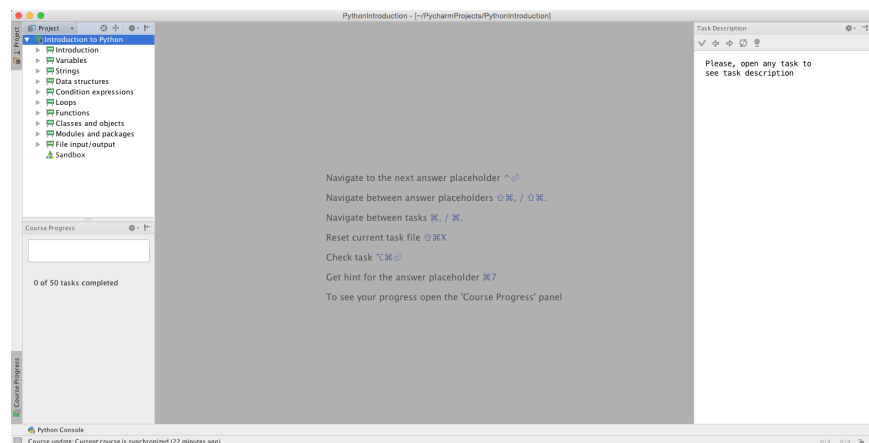 PythonIntroduction - [~/PycharmProjects/PythonIntroduction]
1: Project
Project
Introduction to Python
Introduction
Variables
Strings
Data structures
Condition expressions
Loops
Functions
Classes and objects
Modules and packages
File input/output
Sandbox
Course Progress
0 of 50 tasks completed
Course Progress
Navigate to the next answer placeholder ^⏎
Navigate between answer placeholders ⇧⌘, / ⇧⌘.
Navigate between tasks ⌘, / ⌘.
Reset current task file ⇧⌘X
Check task ⌥⌘⏎
Get hint for the answer placeholder ⌘7
To see your progress open the 'Course Progress' panel
Task Description
Please, open any task to
see task description
Python Console
Course update: Current course is synchronized (22 minutes ago)
n/a n/a